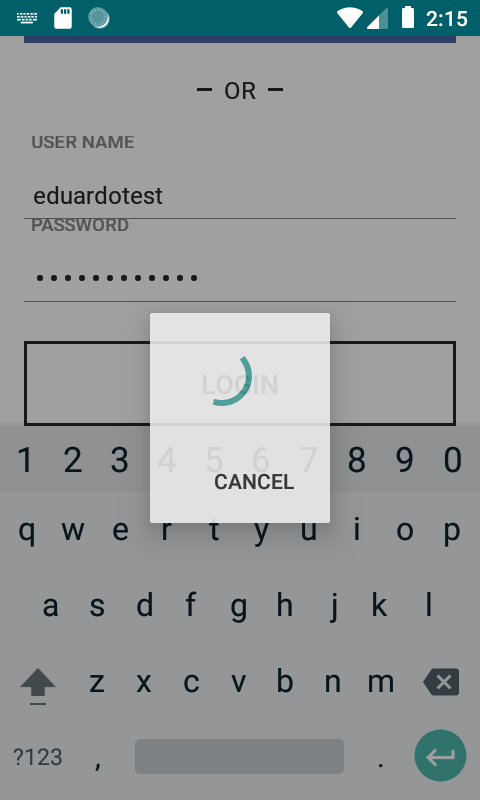 2:15
OR
USER NAME
eduardotest
PASSWORD
LOGIN
CANCEL
1 2 3 4 5 6 7 8 9 0
q w e r t y u i o p
a s d f g h j k l
z x c v b n m
?123 , .